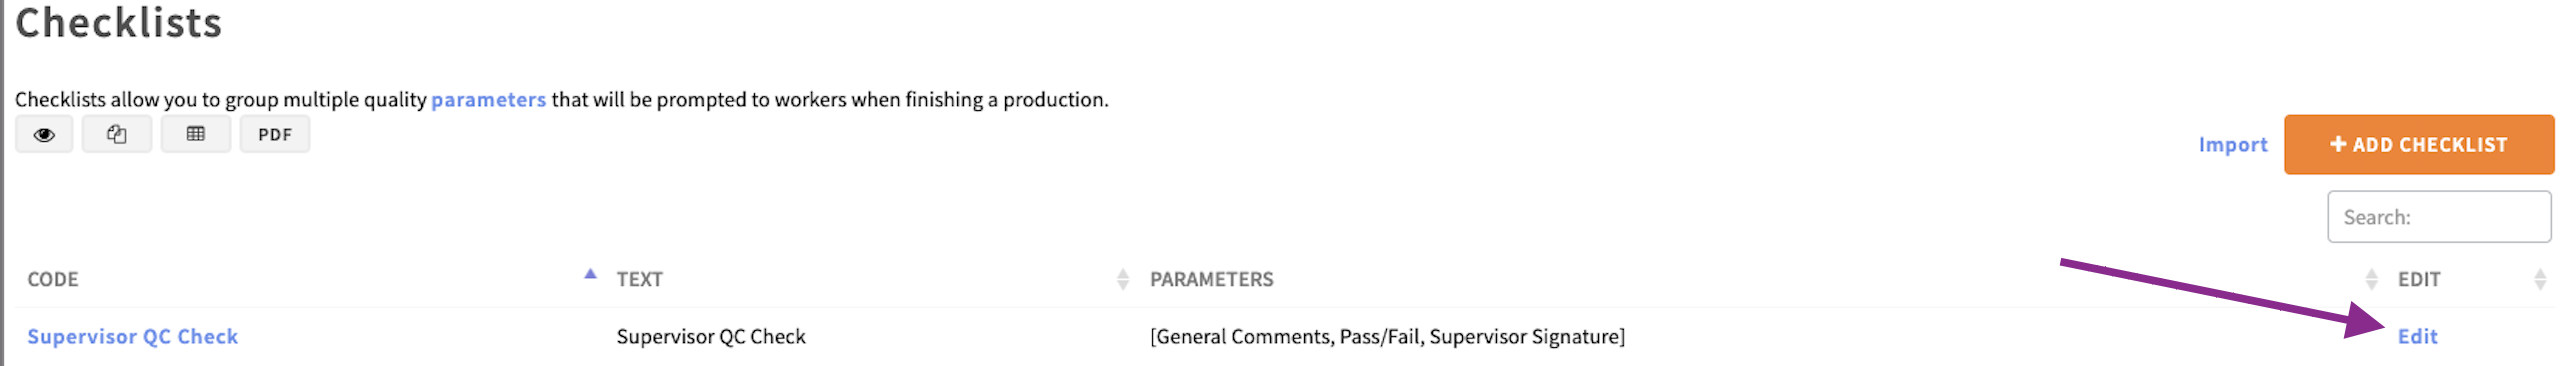 Checklists
Checklists allow you to group multiple quality parameters that will be prompted to workers when finishing a production.
PDF
Import
+ ADD CHECKLIST
Search:
CODE TEXT PARAMETERS EDIT
Supervisor QC Check Supervisor QC Check [General Comments, Pass/Fail, Supervisor Signature] Edit